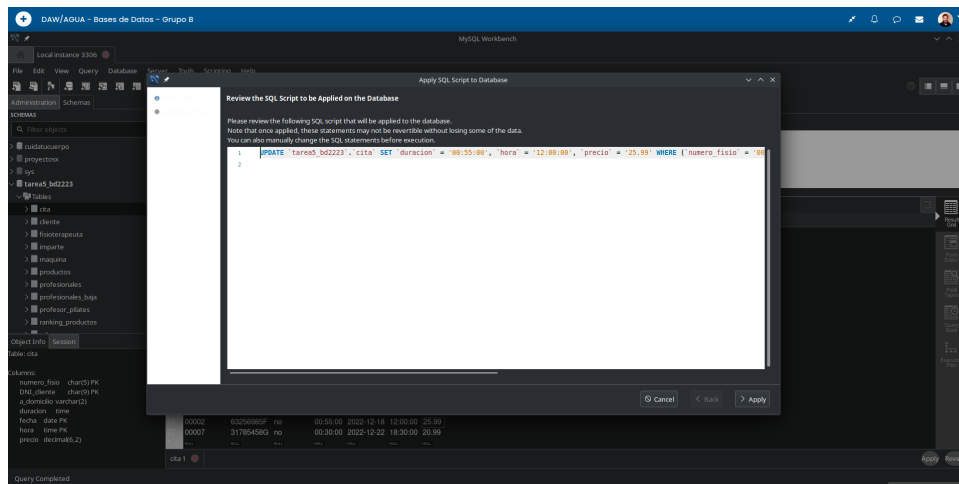 DAW/AGUA - Bases de Datos - Grupo B
MySQL Workbench
Local instance 3306
File Edit View Query Database Server Tools Scripting Help
Administration Schemas
SCHEMAS
Filter objects
cuidatucuerpo
proyectosx
sys
tarea5_bd2223
Tables
cita
cliente
fisioterapeuta
imparte
maquina
productos
profesionales
profesionales_baja
profesor_pilates
ranking_productos
Object Info Session
Table: cita
Columns:
numero_fisio char(5) PK
DNI_cliente char(9) PK
a_domicilio varchar(2)
duracion time
fecha date PK
hora time PK
precio decimal(6,2)
Query Completed
Apply SQL Script to Database
Review the SQL Script to be Applied on the Database
Please review the following SQL script that will be applied to the database.
Note that once applied, these statements may not be revertible without losing some of the data.
You can also manually change the SQL statements before execution.
1 UPDATE `tarea5_bd2223`.`cita` SET `duracion` = '00:55:00', `hora` = '12:00:00', `precio` = '25.99' WHERE (`numero_fisio` = '00
2
Cancel Back Apply
00002 63256985F no 00:55:00 2022-12-18 12:00:00 25.99
00007 31785458G no 00:30:00 2022-12-22 18:30:00 20.99
cita 1
Apply
Result
Grid
Form
Editor
Field
Types
Query
Stats